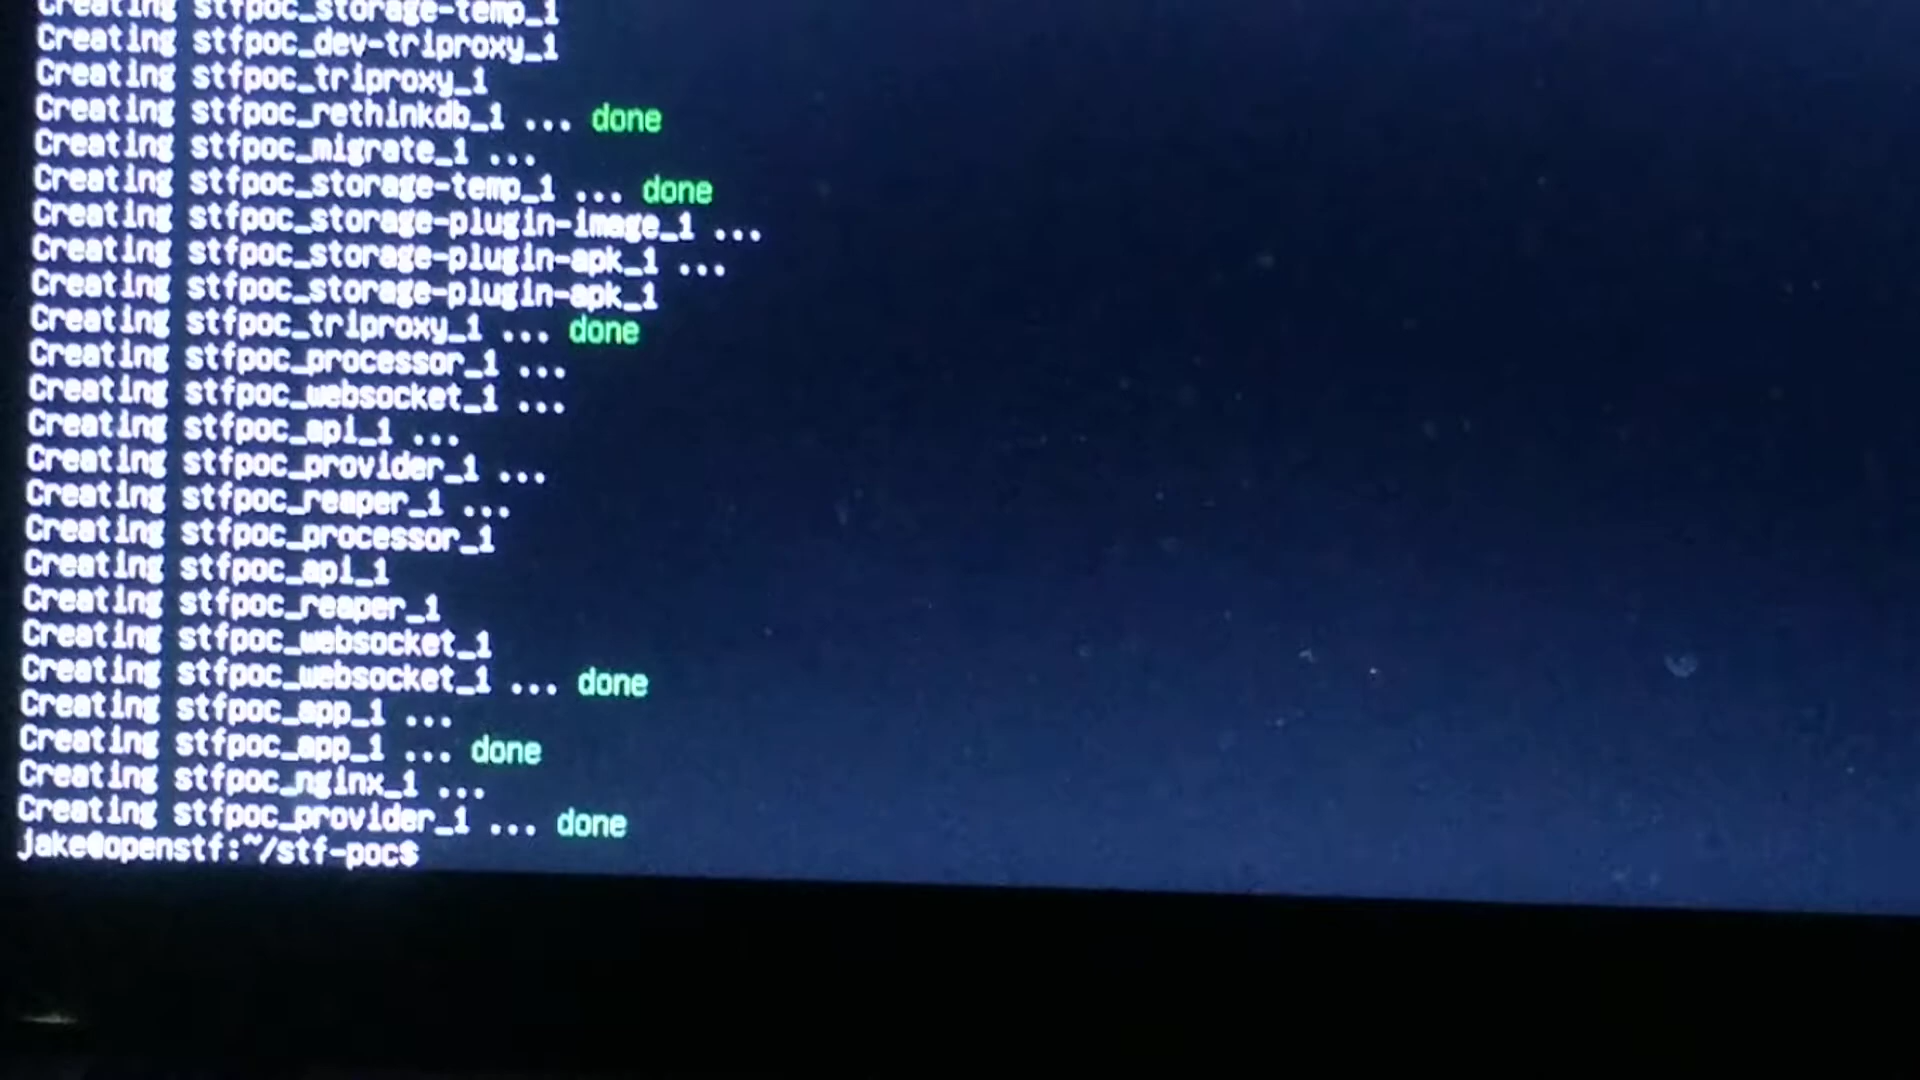 Creating stfpoc_storage-temp_1
Creating stfpoc_dev-triproxy_1
Creating stfpoc_triproxy_1
Creating stfpoc_rethinkdb_1 ... done
Creating stfpoc_migrate_1 ...
Creating stfpoc_storage-temp_1 ... done
Creating stfpoc_storage-plugin-image_1 ...
Creating stfpoc_storage-plugin-apk_1 ...
Creating stfpoc_storage-plugin-apk_1
Creating stfpoc_triproxy_1 ... done
Creating stfpoc_processor_1 ...
Creating stfpoc_websocket_1 ...
Creating stfpoc_api_1 ...
Creating stfpoc_provider_1 ...
Creating stfpoc_reaper_1 ...
Creating stfpoc_processor_1
Creating stfpoc_api_1
Creating stfpoc_reaper_1
Creating stfpoc_websocket_1
Creating stfpoc_websocket_1 ... done
Creating stfpoc_app_1 ...
Creating stfpoc_app_1 ... done
Creating stfpoc_nginx_1 ...
Creating stfpoc_provider_1 ... done
jake@openstf:~/stf-poc$